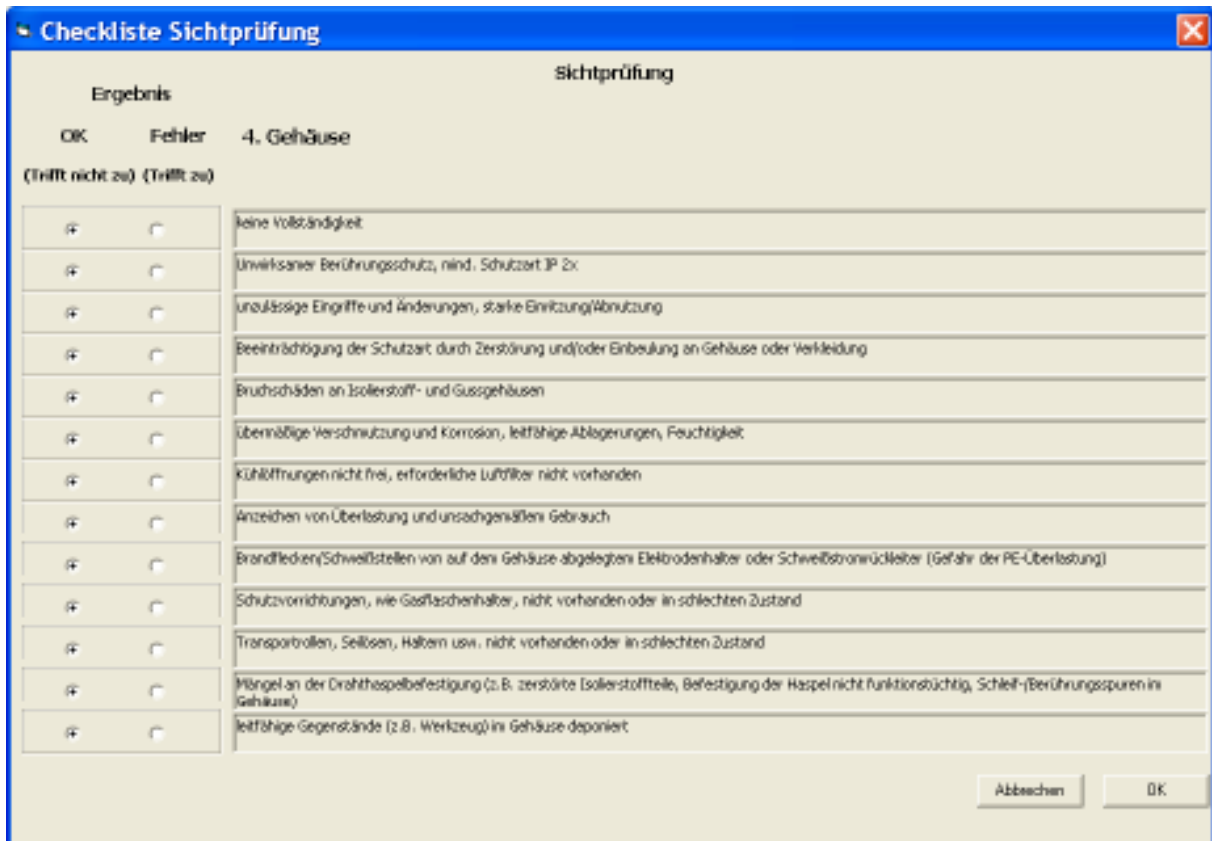 Checkliste Sichtprüfung
Sichtprüfung
Ergebnis
OK Fehler 4. Gehäuse
(Trifft nicht zu) (Trifft zu)
keine Vollständigkeit
Unwirksamer Berührungsschutz, mind. Schutzart IP 2x
unzulässige Eingriffe und Änderungen, starke Einritzung/Abnutzung
Beeinträchtigung der Schutzart durch Zerstörung und/oder Einbeulung an Gehäuse oder Verkleidung
Bruchschäden an Isolierstoff- und Gussgehäusen
übermäßige Verschmutzung und Korrosion, leitfähige Ablagerungen, Feuchtigkeit
Kühlöffnungen nicht frei, erforderliche Luftfilter nicht vorhanden
Anzeichen von Überlastung und unsachgemäßem Gebrauch
Brandflecken/Schweißstellen von auf dem Gehäuse abgelegtem Elektrodenhalter oder Schweißstromrückleiter (Gefahr der PE-Überlastung)
Schutzvorrichtungen, wie Gasflaschenhalter, nicht vorhanden oder im schlechten Zustand
Transportrollen, Seilösen, Haltern usw. nicht vorhanden oder im schlechten Zustand
Mängel an der Drahthaspelbefestigung (z.B. zerstörte Isolierstoffteile, Befestigung der Haspel nicht funktionstüchtig, Schleif-/Berührungsspuren im
Gehäuse)
leitfähige Gegenstände (z.B. Werkzeug) im Gehäuse deponiert
Abbrechen OK